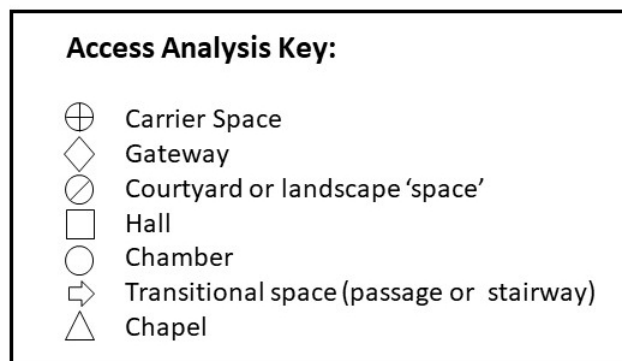 Access Analysis Key:
Carrier Space
Gateway
Courtyard or landscape ‘space’
Hall
Chamber
Transitional space (passage or stairway)
Chapel